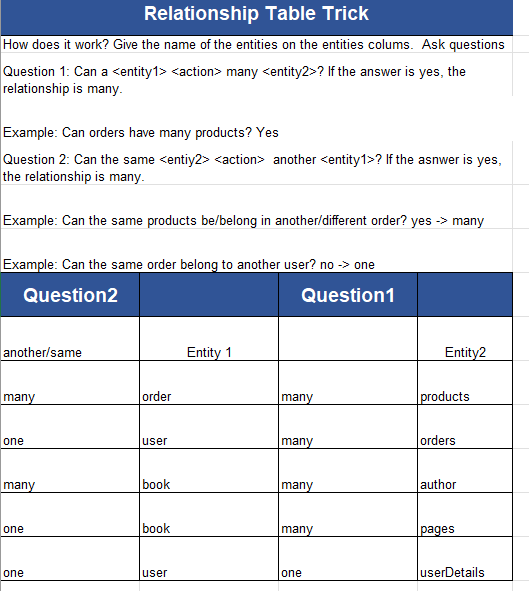 Relationship Table Trick
How does it work? Give the name of the entities on the entities colums.  Ask questions
Question 1: Can a <entity1> <action> many <entity2>? If the answer is yes, the
relationship is many.
Example: Can orders have many products? Yes
Question 2: Can the same <entiy2> <action>  another <entity1>? If the asnwer is yes,
the relationship is many.
Example: Can the same products be/belong in another/different order? yes -> many
Example: Can the same order belong to another user? no -> one
Question2 Question1
another/same Entity 1 Entity2
many order many products
one user many orders
many book many author
one book many pages
one user one userDetails